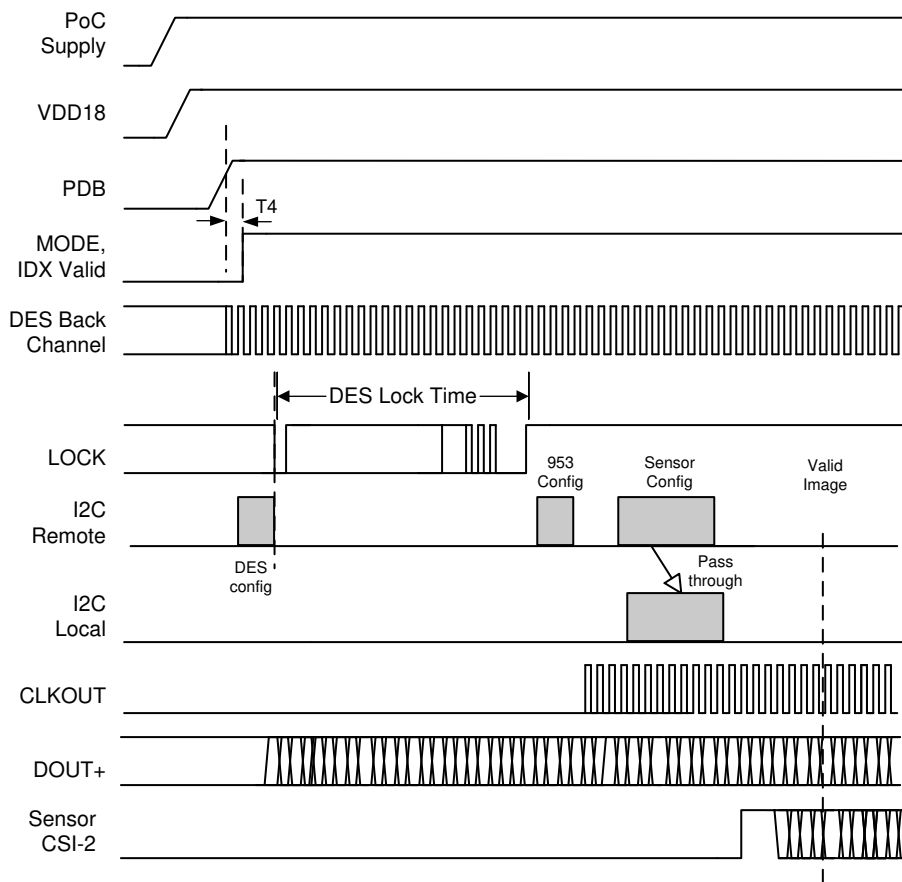 PoC
Supply
VDD18
PDB
T4
MODE,
IDX Valid
DES Back
Channel
DES Lock Time
LOCK
953
Config
Sensor
Config
Valid
Image
I2C
Remote
DES
config
Pass
through
I2C
Local
CLKOUT
DOUT+
Sensor
CSI-2